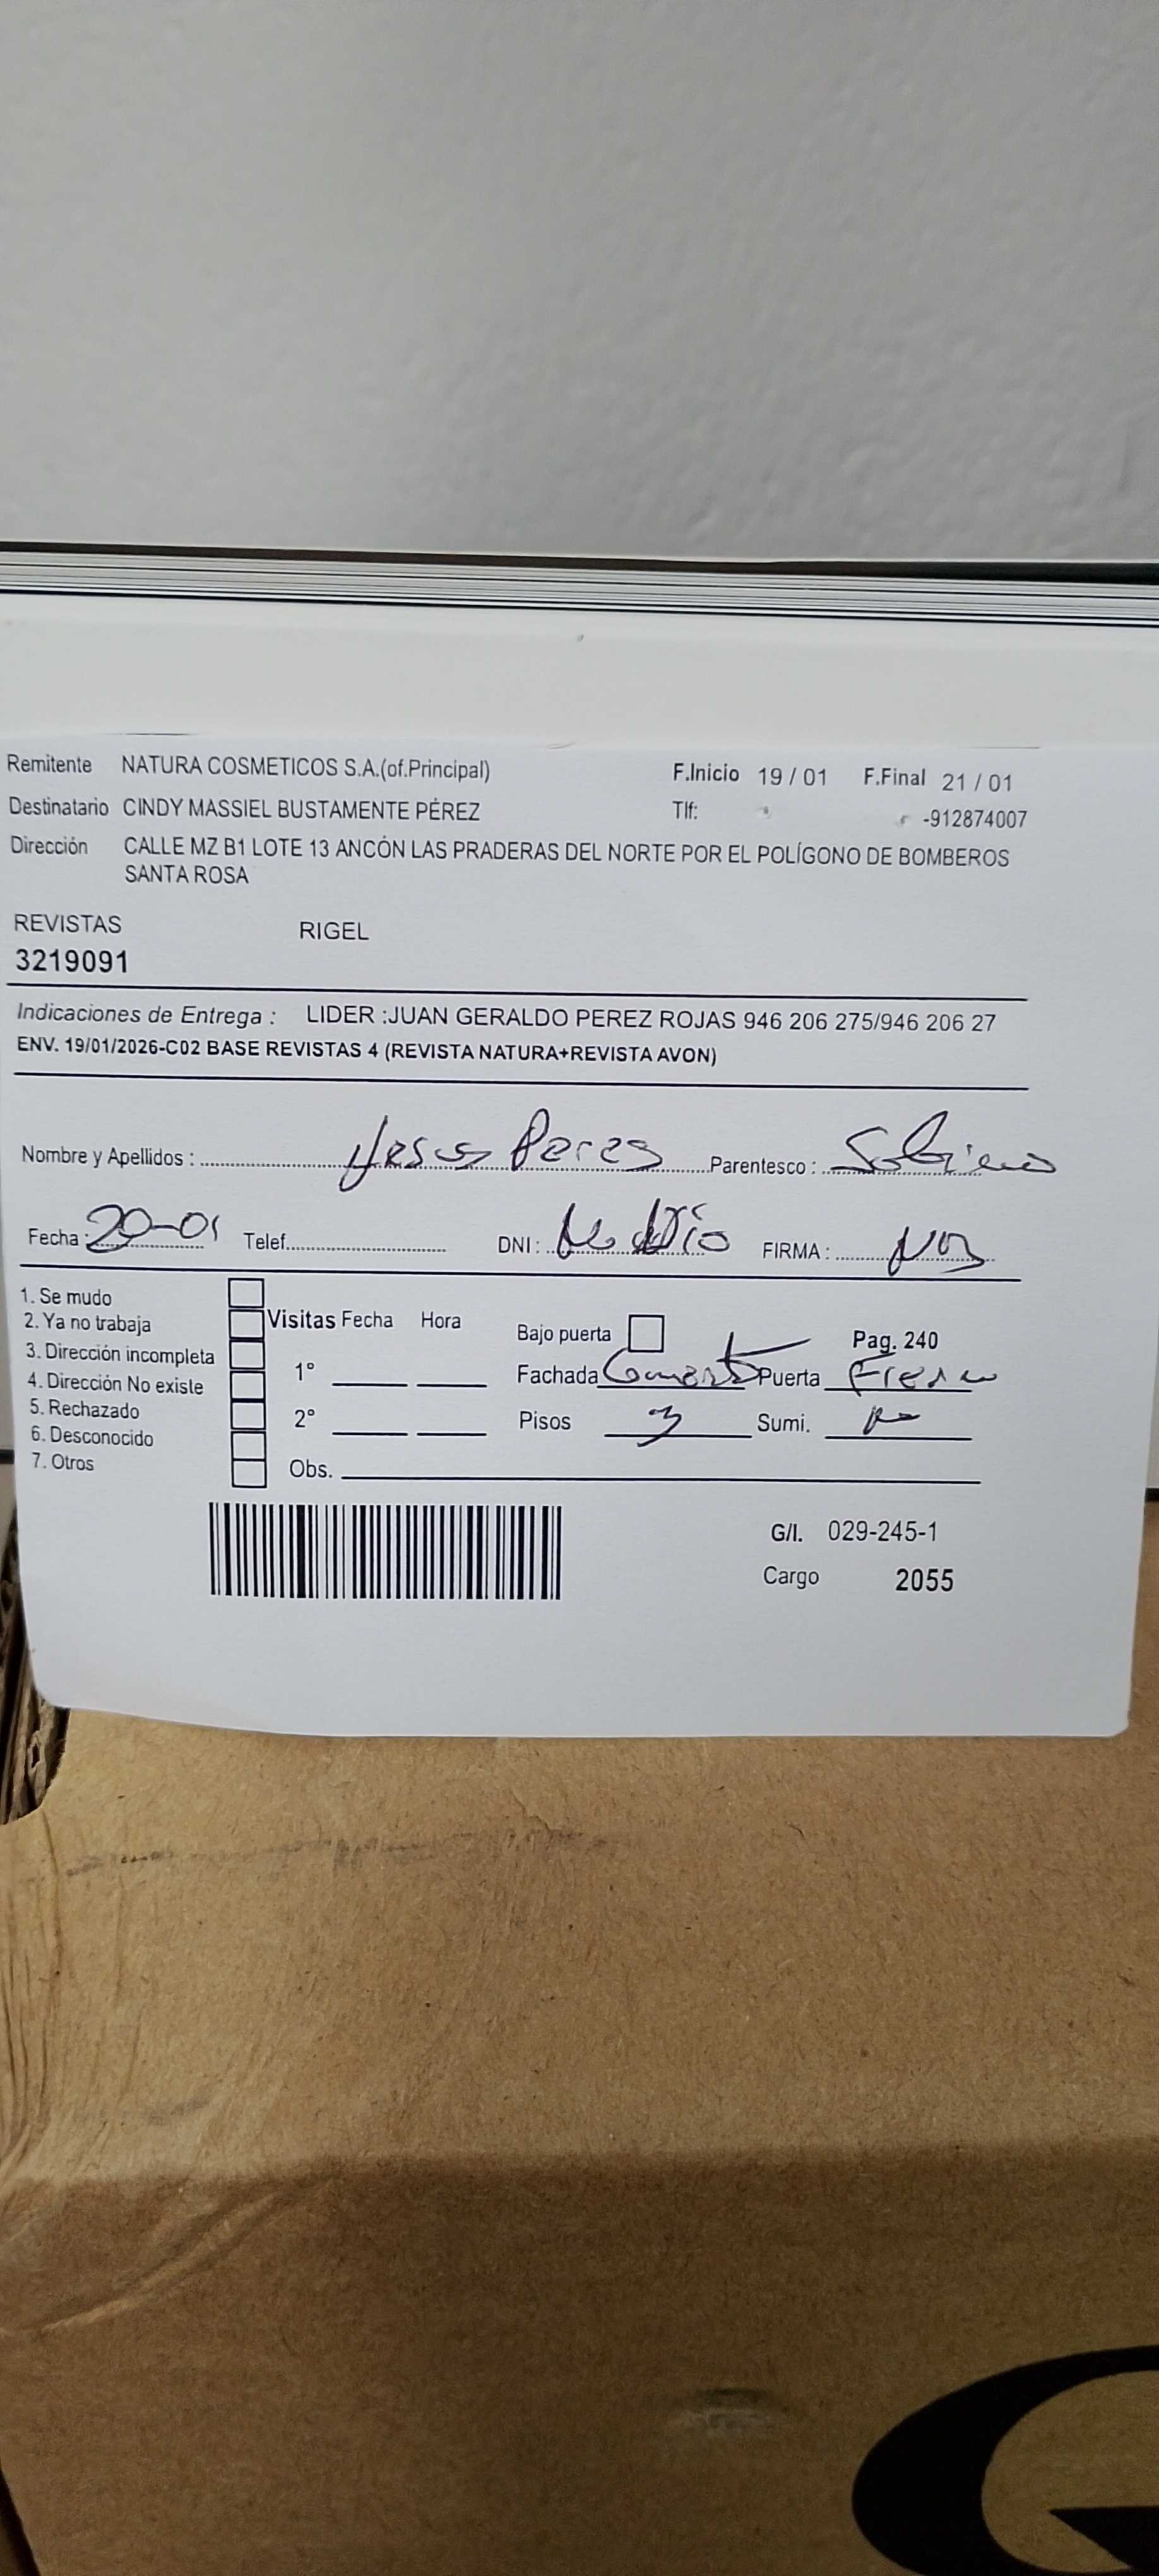 Remitente NATURA COSMETICOS S.A.(of.Principal) F.Inicio 19 / 01 F.Final 21 / 01
Destinatario CINDY MASSIEL BUSTAMENTE PÉREZ Tlf: -912874007
Dirección CALLE MZ B1 LOTE 13 ANCÓN LAS PRADERAS DEL NORTE POR EL POLÍGONO DE BOMBEROS
SANTA ROSA
REVISTAS RIGEL
3219091
Indicaciones de Entrega : LIDER :JUAN GERALDO PEREZ ROJAS 946 206 275/946 206 27
ENV. 19/01/2026-C02 BASE REVISTAS 4 (REVISTA NATURA+REVISTA AVON)
Nombre y Apellidos : Jesus Peres Parentesco : Sobrino
Fecha : 20-01 Telef. DNI : No dio FIRMA :
1. Se mudo
2. Ya no trabaja Visitas Fecha Hora Bajo puerta Pag. 240
3. Dirección incompleta 1° Fachada Puerta Fierro
4. Dirección No existe
5. Rechazado 2° Pisos 3 Sumi.
6. Desconocido
7. Otros Obs.
G/I. 029-245-1
Cargo 2055